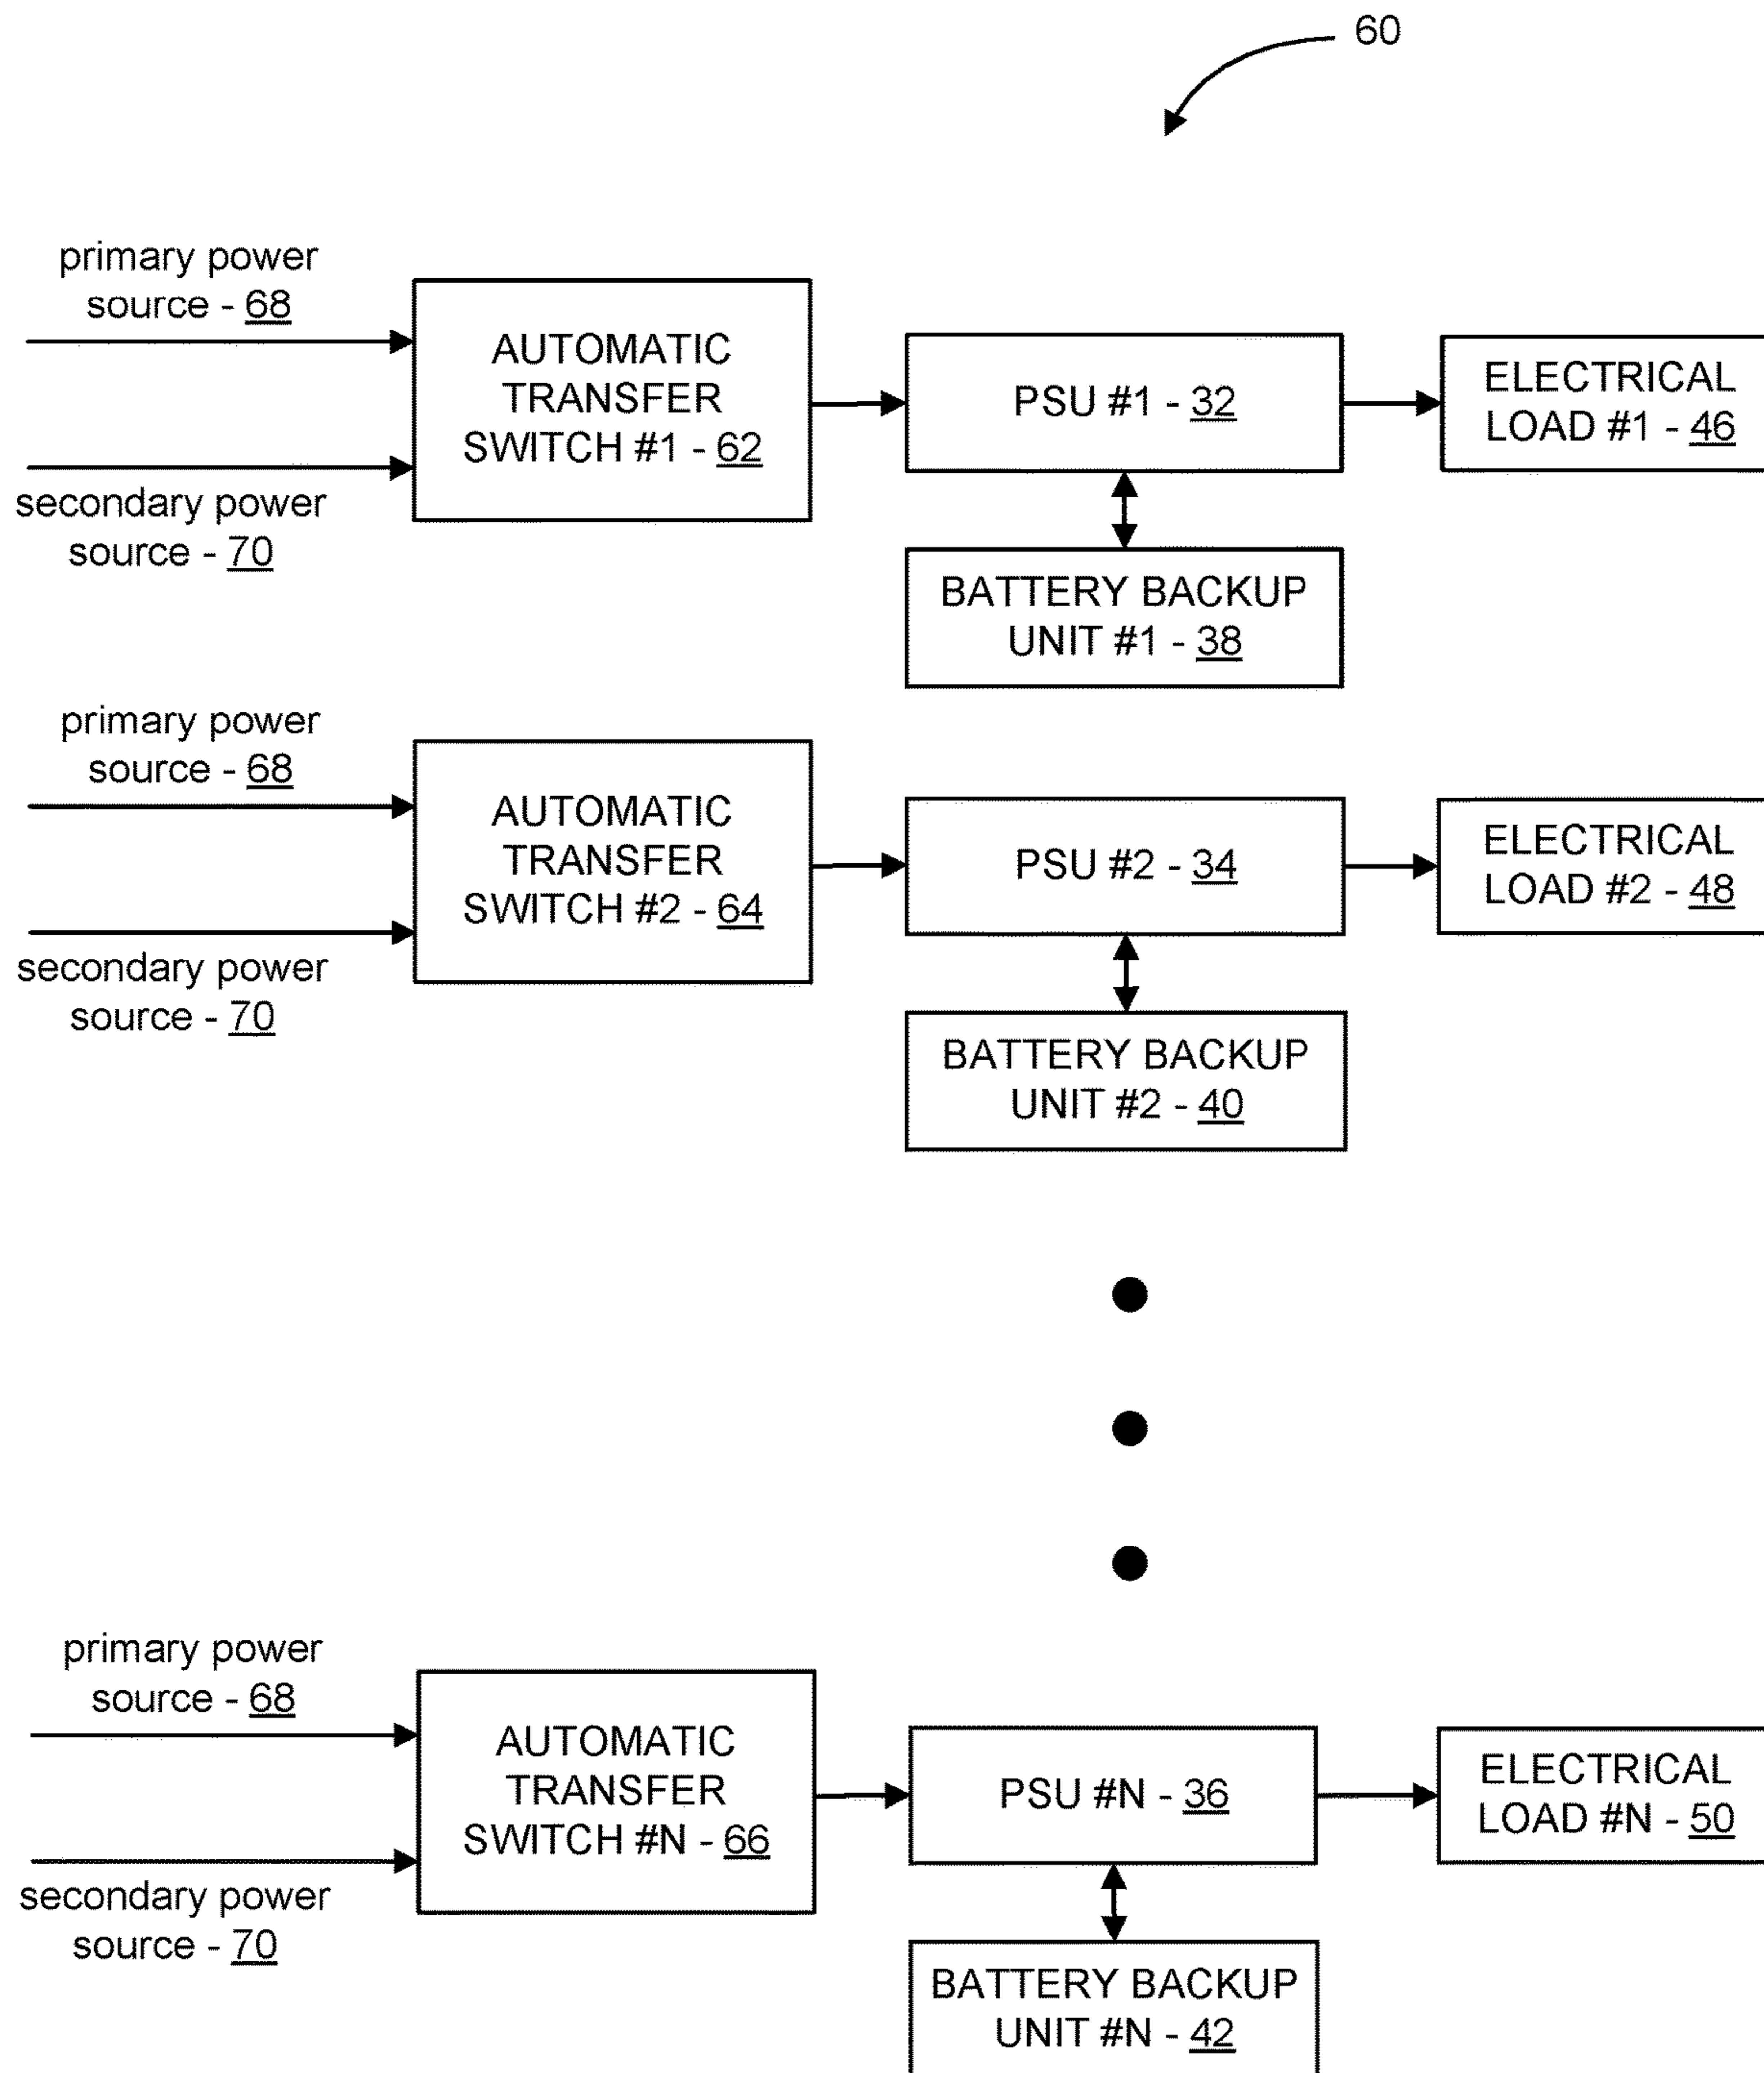 60
primary power
source - 68
AUTOMATIC
TRANSFER
SWITCH #1 - 62
secondary power
source - 70
PSU #1 - 32
ELECTRICAL
LOAD #1 - 46
BATTERY BACKUP
UNIT #1 - 38
primary power
source - 68
AUTOMATIC
TRANSFER
SWITCH #2 - 64
secondary power
source - 70
PSU #2 - 34
ELECTRICAL
LOAD #2 - 48
BATTERY BACKUP
UNIT #2 - 40
primary power
source - 68
AUTOMATIC
TRANSFER
SWITCH #N - 66
secondary power
source - 70
PSU #N - 36
ELECTRICAL
LOAD #N - 50
BATTERY BACKUP
UNIT #N - 42